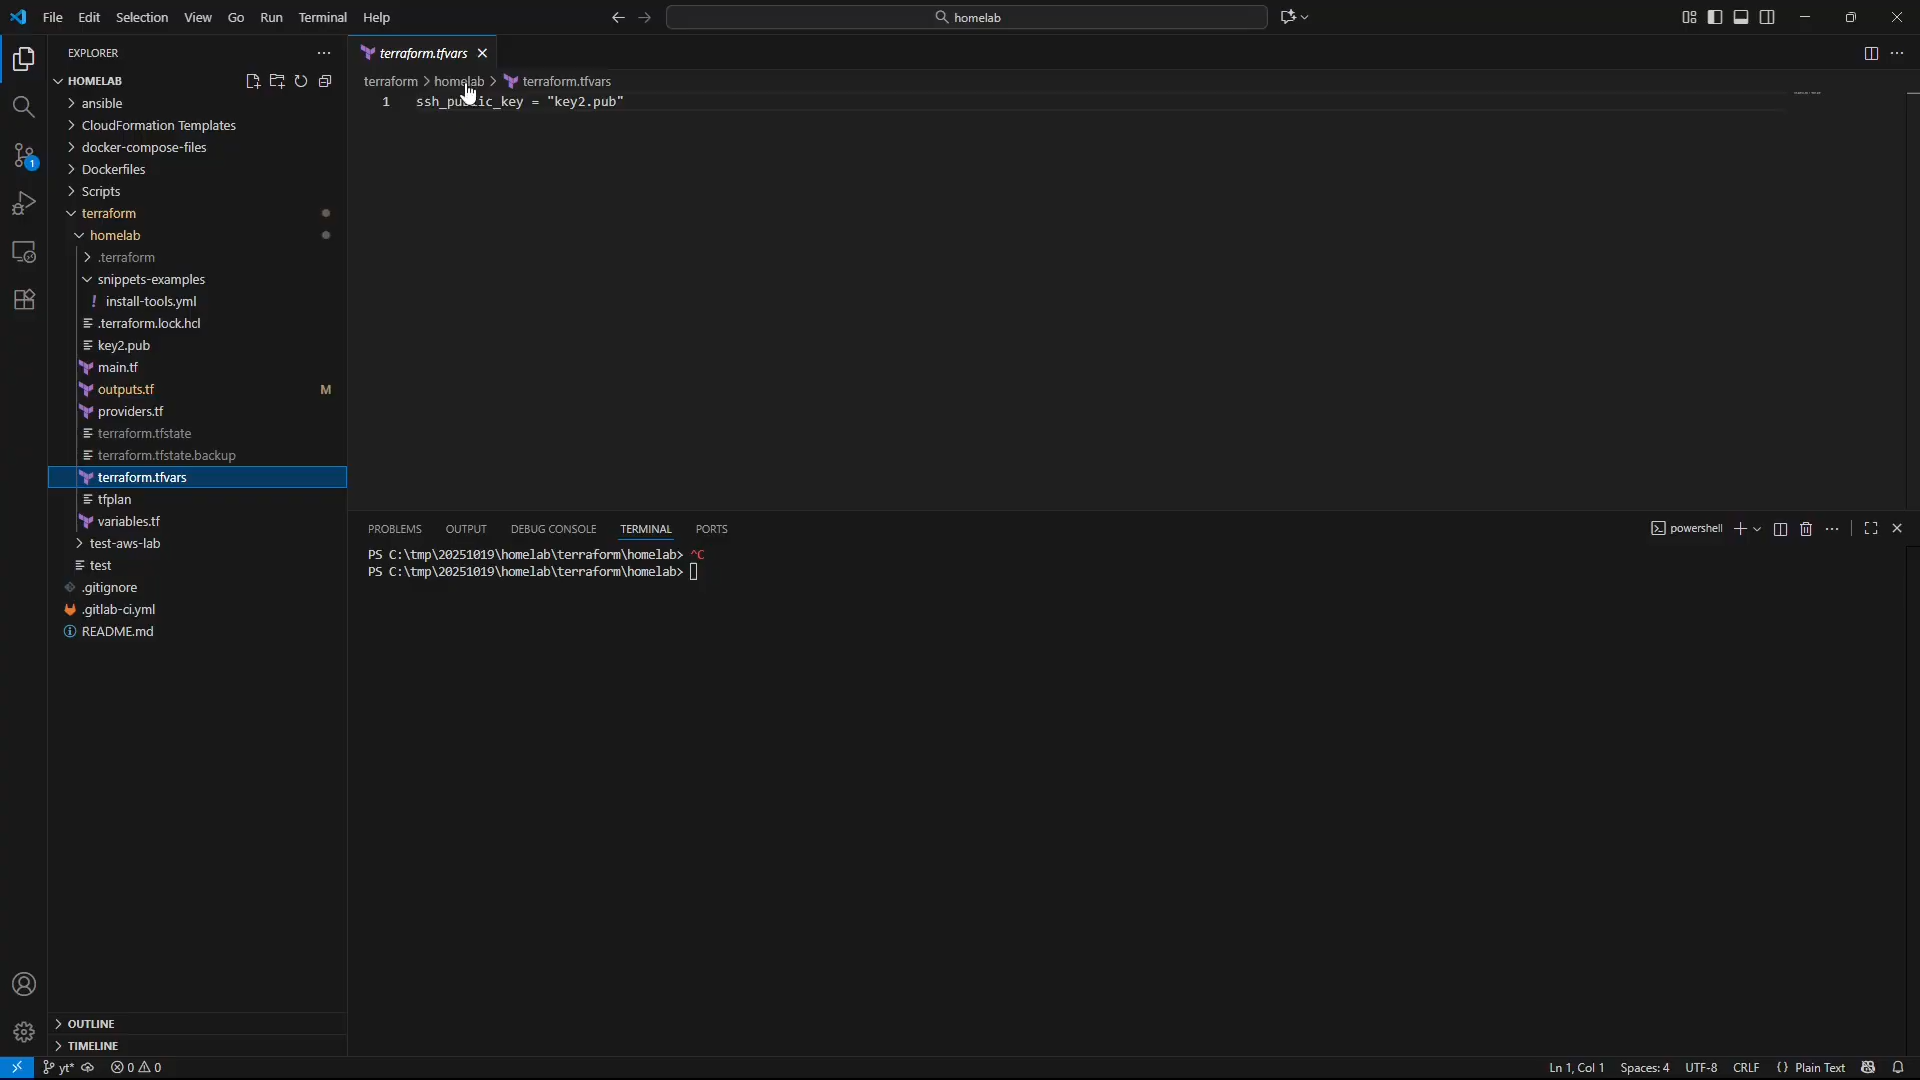 File Edit Selection View Go Run Terminal Help
homelab
EXPLORER
HOMELAB
ansible
CloudFormation Templates
docker-compose-files
Dockerfiles
Scripts
terraform
homelab
.terraform
snippets-examples
! install-tools.yml
.terraform.lock.hcl
key2.pub
main.tf
outputs.tf M
providers.tf
terraform.tfstate
terraform.tfstate.backup
terraform.tfvars
tfplan
variables.tf
test-aws-lab
test
.gitignore
.gitlab-ci.yml
README.md
OUTLINE
TIMELINE
terraform.tfvars
terraform > homelab > terraform.tfvars
1 ssh_public_key = "key2.pub"
PROBLEMS OUTPUT DEBUG CONSOLE TERMINAL PORTS
powershell
PS C:\tmp\20251019\homelab\terraform\homelab> ^C
PS C:\tmp\20251019\homelab\terraform\homelab>
1
yt* 0 0
Ln 1, Col 1 Spaces: 4 UTF-8 CRLF {} Plain Text